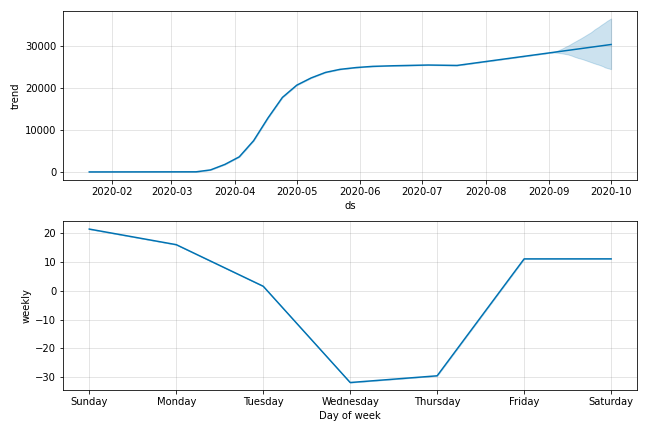 30000
20000
10000
0
trend
2020-02 2020-03 2020-04 2020-05 2020-06 2020-07 2020-08 2020-09 2020-10
ds
20
10
0
−10
−20
−30
weekly
Sunday Monday Tuesday Wednesday Thursday Friday Saturday
Day of week